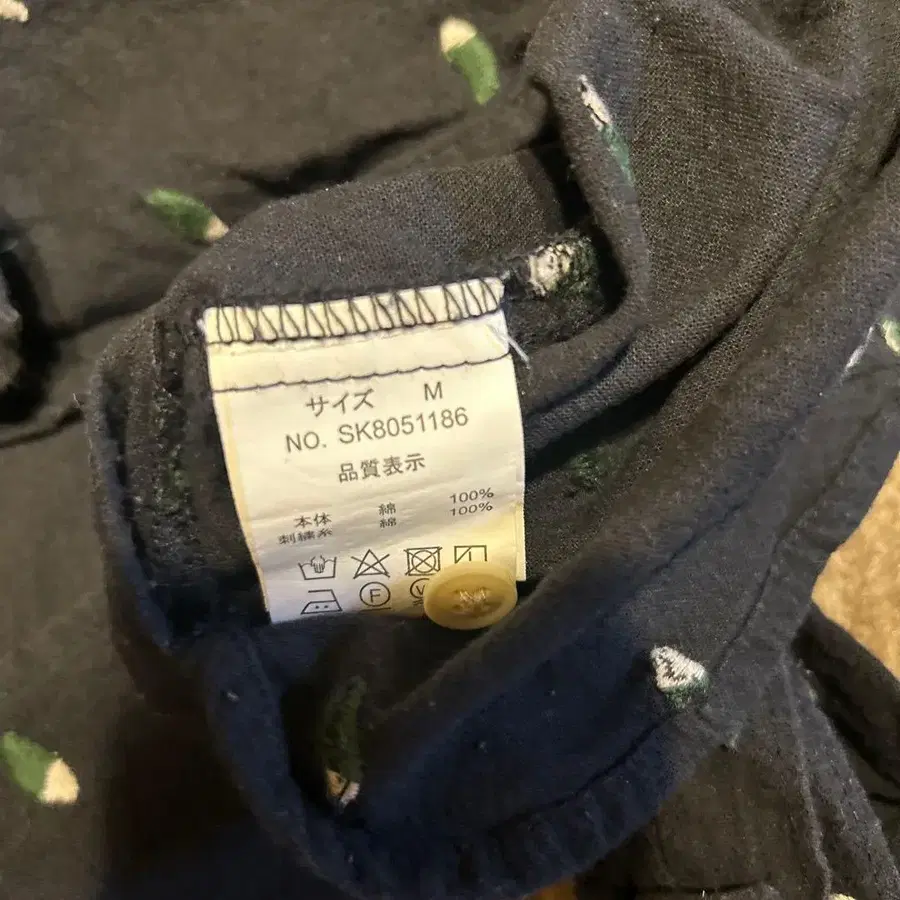 サイズ M
NO. SK8051186
品質表示
本体 綿 100%
刺繍糸 綿 100%
F